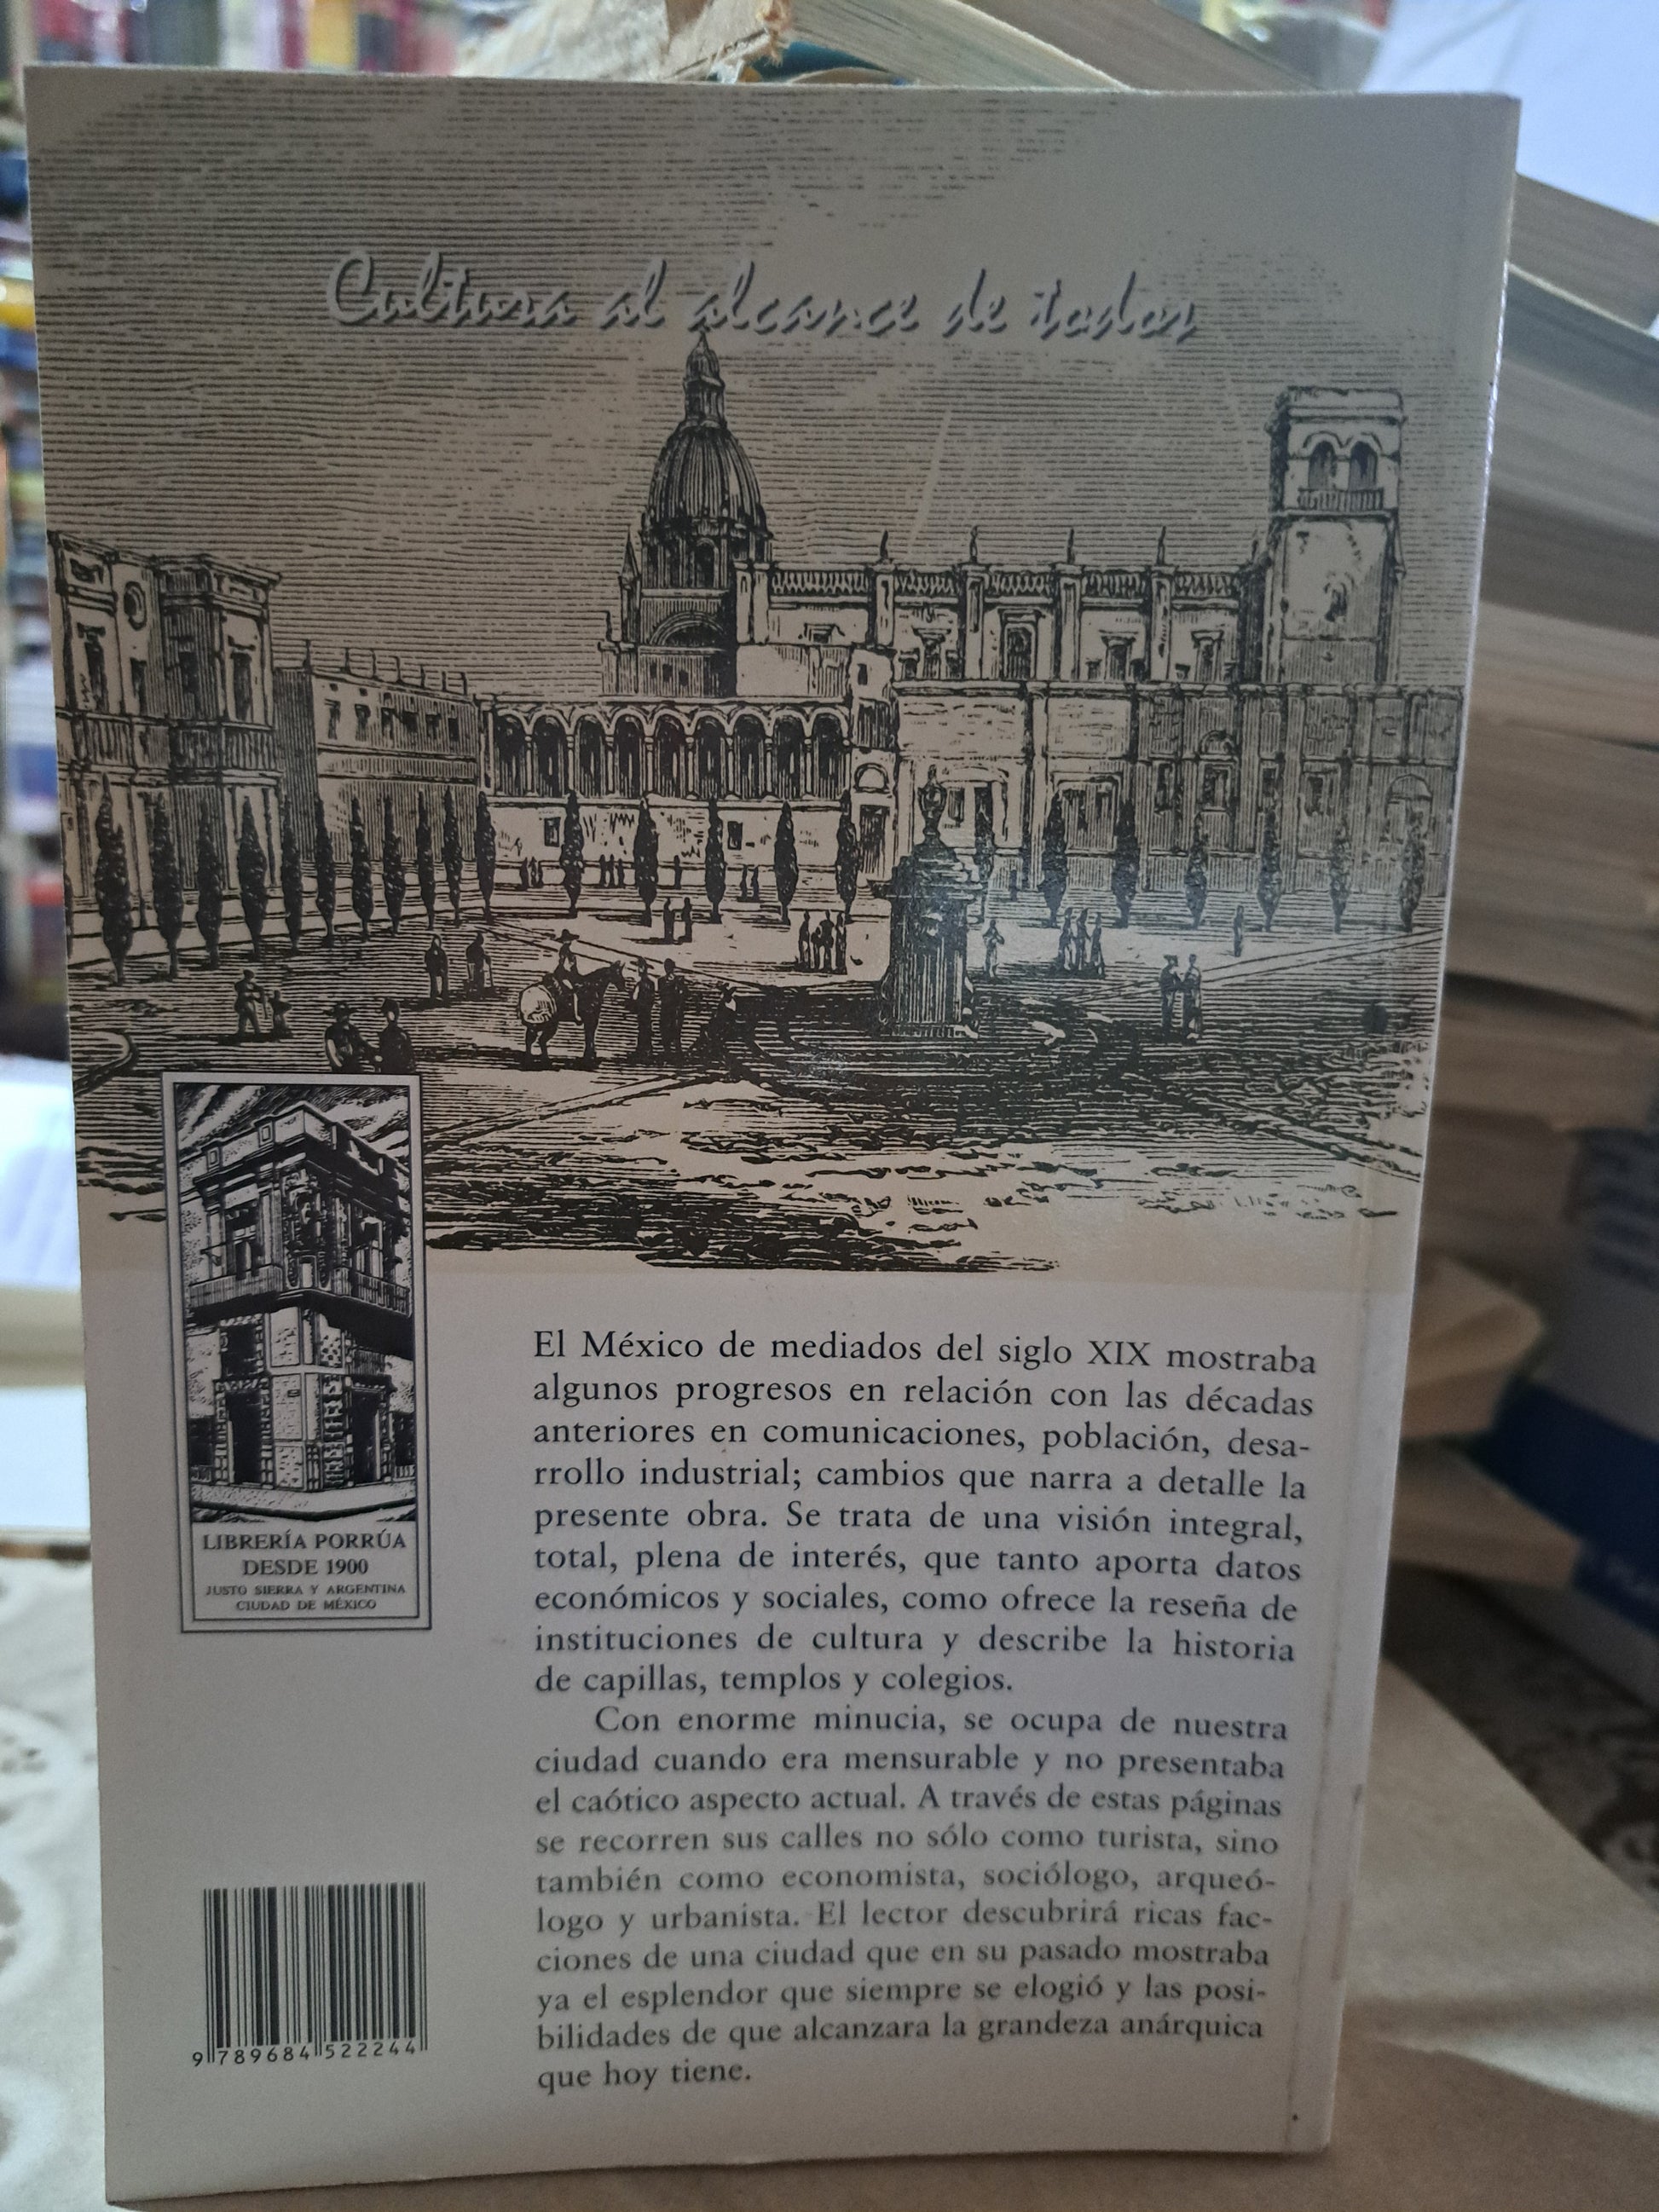 Cultura al alcance de todos
El México de mediados del siglo XIX mostraba
algunos progresos en relación con las décadas
anteriores en comunicaciones, población, desa-
rrollo industrial; cambios que narra a detalle la
presente obra. Se trata de una visión integral,
total, plena de interés, que tanto aporta datos
económicos y sociales, como ofrece la reseña de
instituciones de cultura y describe la historia
de capillas, templos y colegios.
Con enorme minucia, se ocupa de nuestra
ciudad cuando era mensurable y no presentaba
el caótico aspecto actual. A través de estas páginas
se recorren sus calles no sólo como turista, sino
también como economista, sociólogo, arqueó-
logo y urbanista. El lector descubrirá ricas fac-
ciones de una ciudad que en su pasado mostraba
ya el esplendor que siempre se elogió y las posi-
bilidades de que alcanzara la grandeza anárquica
que hoy tiene.
LIBRERÍA PORRÚA
DESDE 1900
JUSTO SIERRA Y ARGENTINA
CIUDAD DE MÉXICO
9 789684 522244